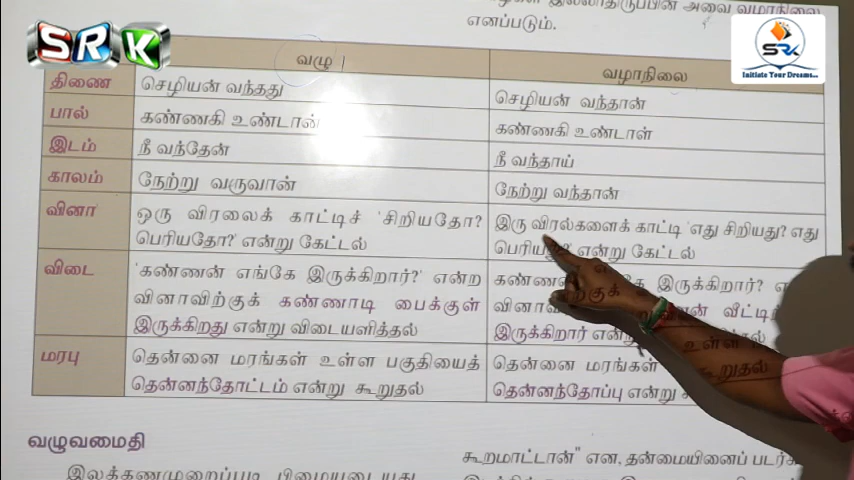 SRK
எனப்படும்.
SRK
Initiate Your Dreams...
வழு
வழாநிலை
திணை
செழியன் வந்தது
செழியன் வந்தான்
பால்
கண்ணகி உண்டான்
கண்ணகி உண்டாள்
இடம்
நீ வந்தேன்
நீ வந்தாய்
காலம்
நேற்று வருவான்
நேற்று வந்தான்
வினா
ஒரு விரலைக் காட்டிச் 'சிறியதோ?
பெரியதோ?' என்று கேட்டல்
இரு விரல்களைக் காட்டி 'எது சிறியது? எது
என்று கேட்டல்
விடை
'கண்ணன் எங்கே இருக்கிறார்?' என்ற
வினாவிற்குக் கண்ணாடி பைக்குள்
இருக்கிறது என்று விடையளித்தல்
இருக்கிறார்?
இருக்கிறார்
மரபு
தென்னை மரங்கள் உள்ள பகுதியைத்
தென்னந்தோட்டம் என்று கூறுதல்
தென்னை மரங்கள் உள்ள
தென்னந்தோப்பு என்று
வழுவமைதி
கூறமாட்டான்" என, தன்மையினைப்